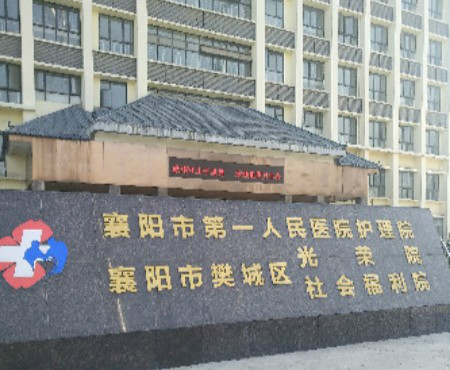 襄阳市第一人民医院护理院
襄阳市樊城区光荣院
社会福利院